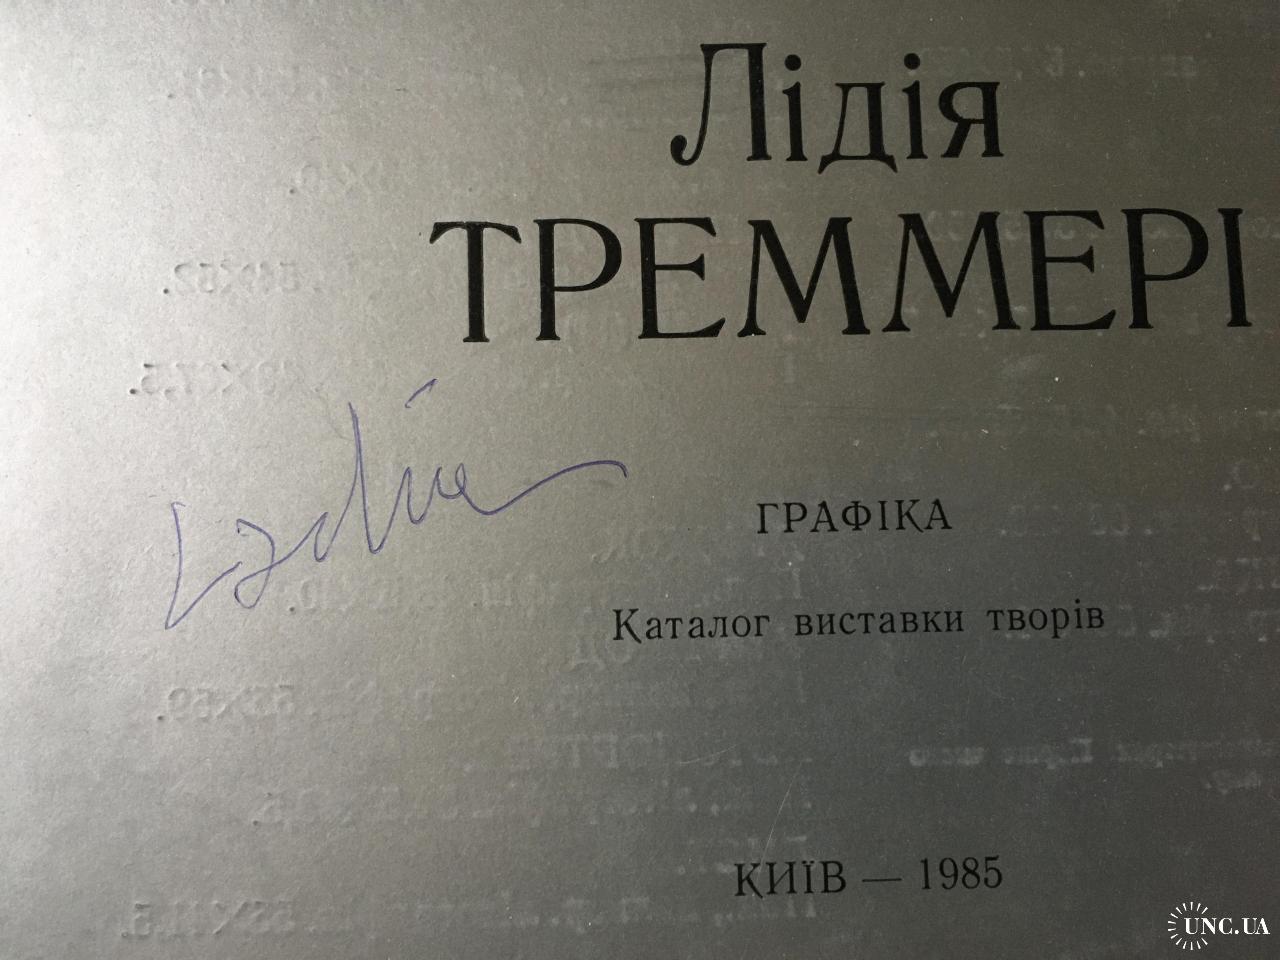 Лідія
ТРЕММЕРІ
ГРАФІКА
Каталог виставки творів
КИЇВ — 1985
UNC.UA